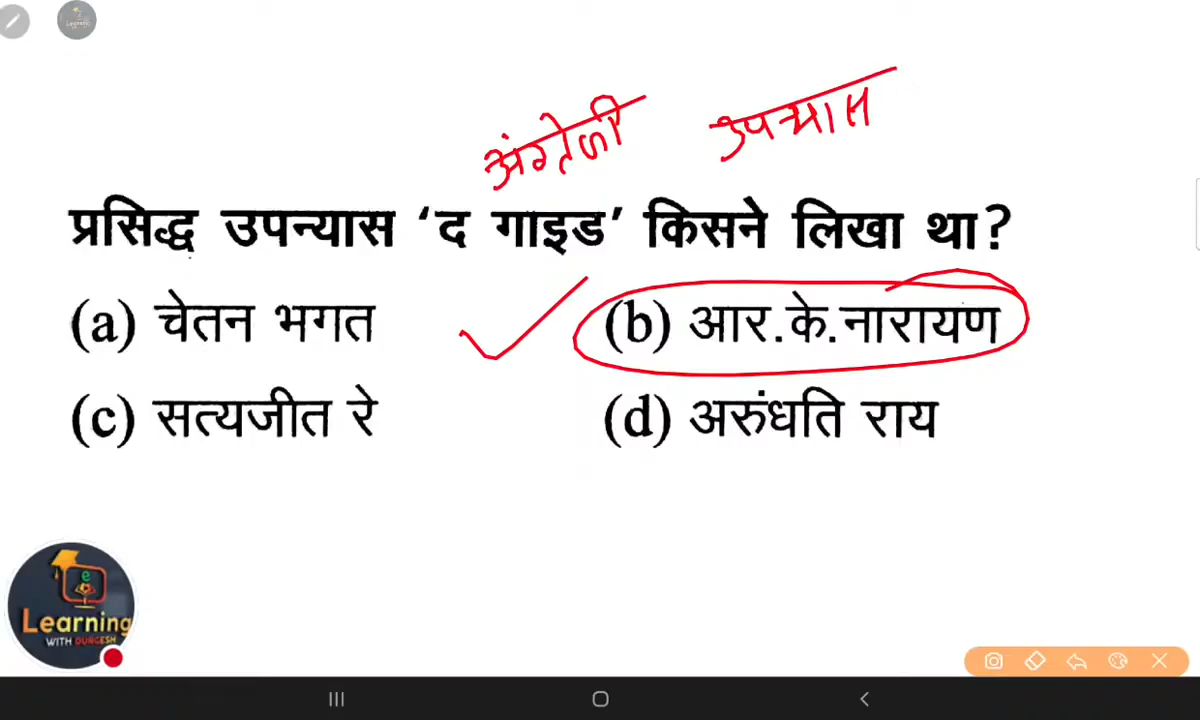 अंग्रेजी उपन्यास
प्रसिद्ध उपन्यास ‘द गाइड’ किसने लिखा था?
(a) चेतन भगत (b) आर.के.नारायण
(c) सत्यजीत रे (d) अरुंधति राय
e
Learning
WITH DURGESH